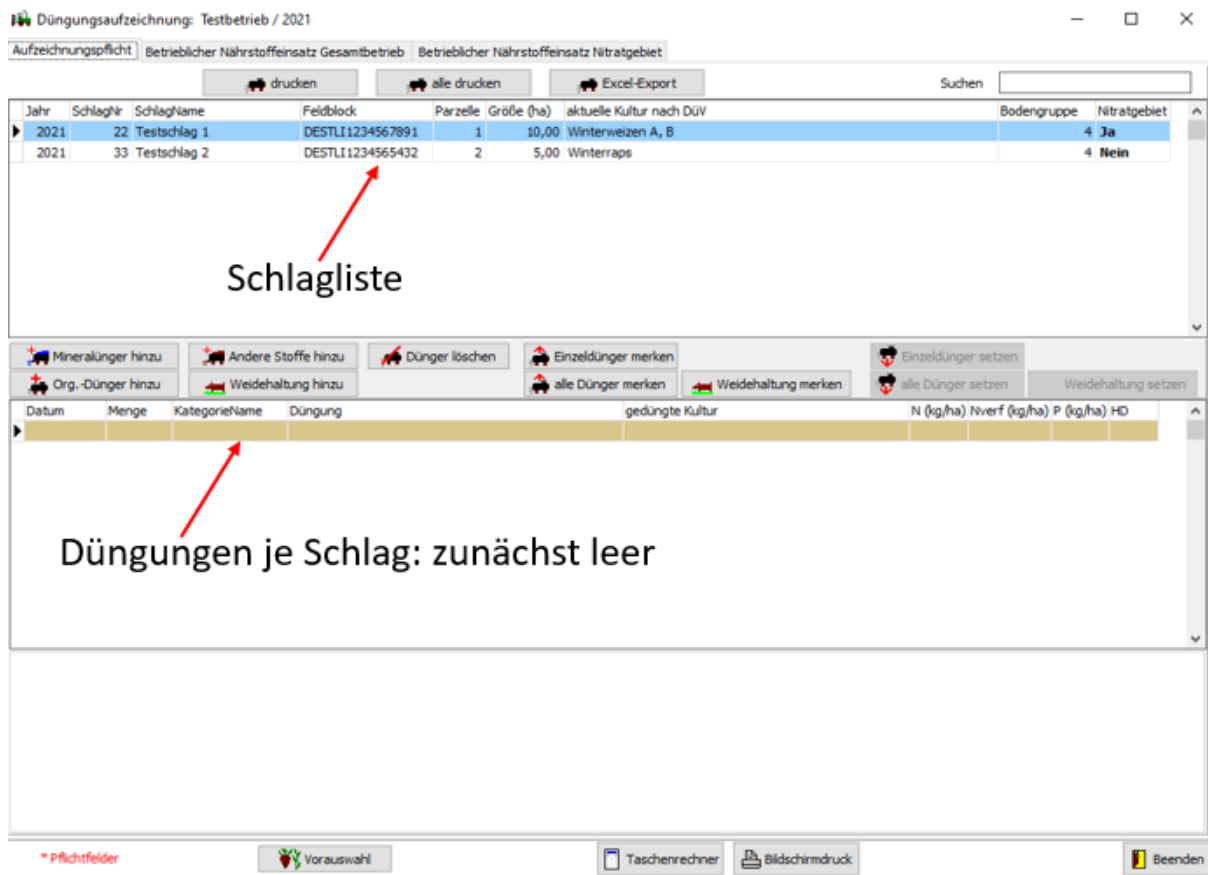 Düngungsaufzeichnung: Testbetrieb / 2021
Aufzeichnungspflicht Betrieblicher Nährstoffeinsatz Gesamtbetrieb Betrieblicher Nährstoffeinsatz Nitratgebiet
drucken alle drucken Excel-Export Suchen
Jahr SchlagNr SchlagName Feldblock Parzelle Größe (ha) aktuelle Kultur nach DüV Bodengruppe Nitratgebiet
2021 22 Testschlag 1 DESTLI1234567891 1 10,00 Winterweizen A, B 4 Ja
2021 33 Testschlag 2 DESTLI1234565432 2 5,00 Winterraps 4 Nein
Schlagliste
Mineralünger hinzu Andere Stoffe hinzu Dünger löschen Einzeldünger merken Einzeldünger setzen
Org.-Dünger hinzu Weidehaltung hinzu alle Dünger merken Weidehaltung merken alle Dünger setzen Weidehaltung setzen
Datum Menge KategorieName Düngung gedüngte Kultur N (kg/ha) Nverf (kg/ha) P (kg/ha) HD
Düngungen je Schlag: zunächst leer
* Pflichtfelder Vorauswahl Taschenrechner Bildschirmdruck Beenden